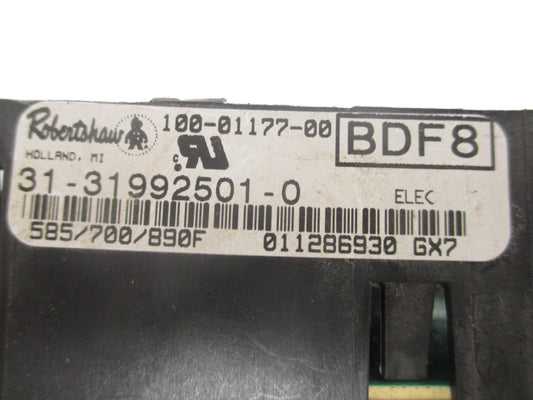 Robertshaw 100-01177-00 BDF8
HOLLAND, MI
31-31992501-0 ELEC
585/700/890F 011286930 GX7